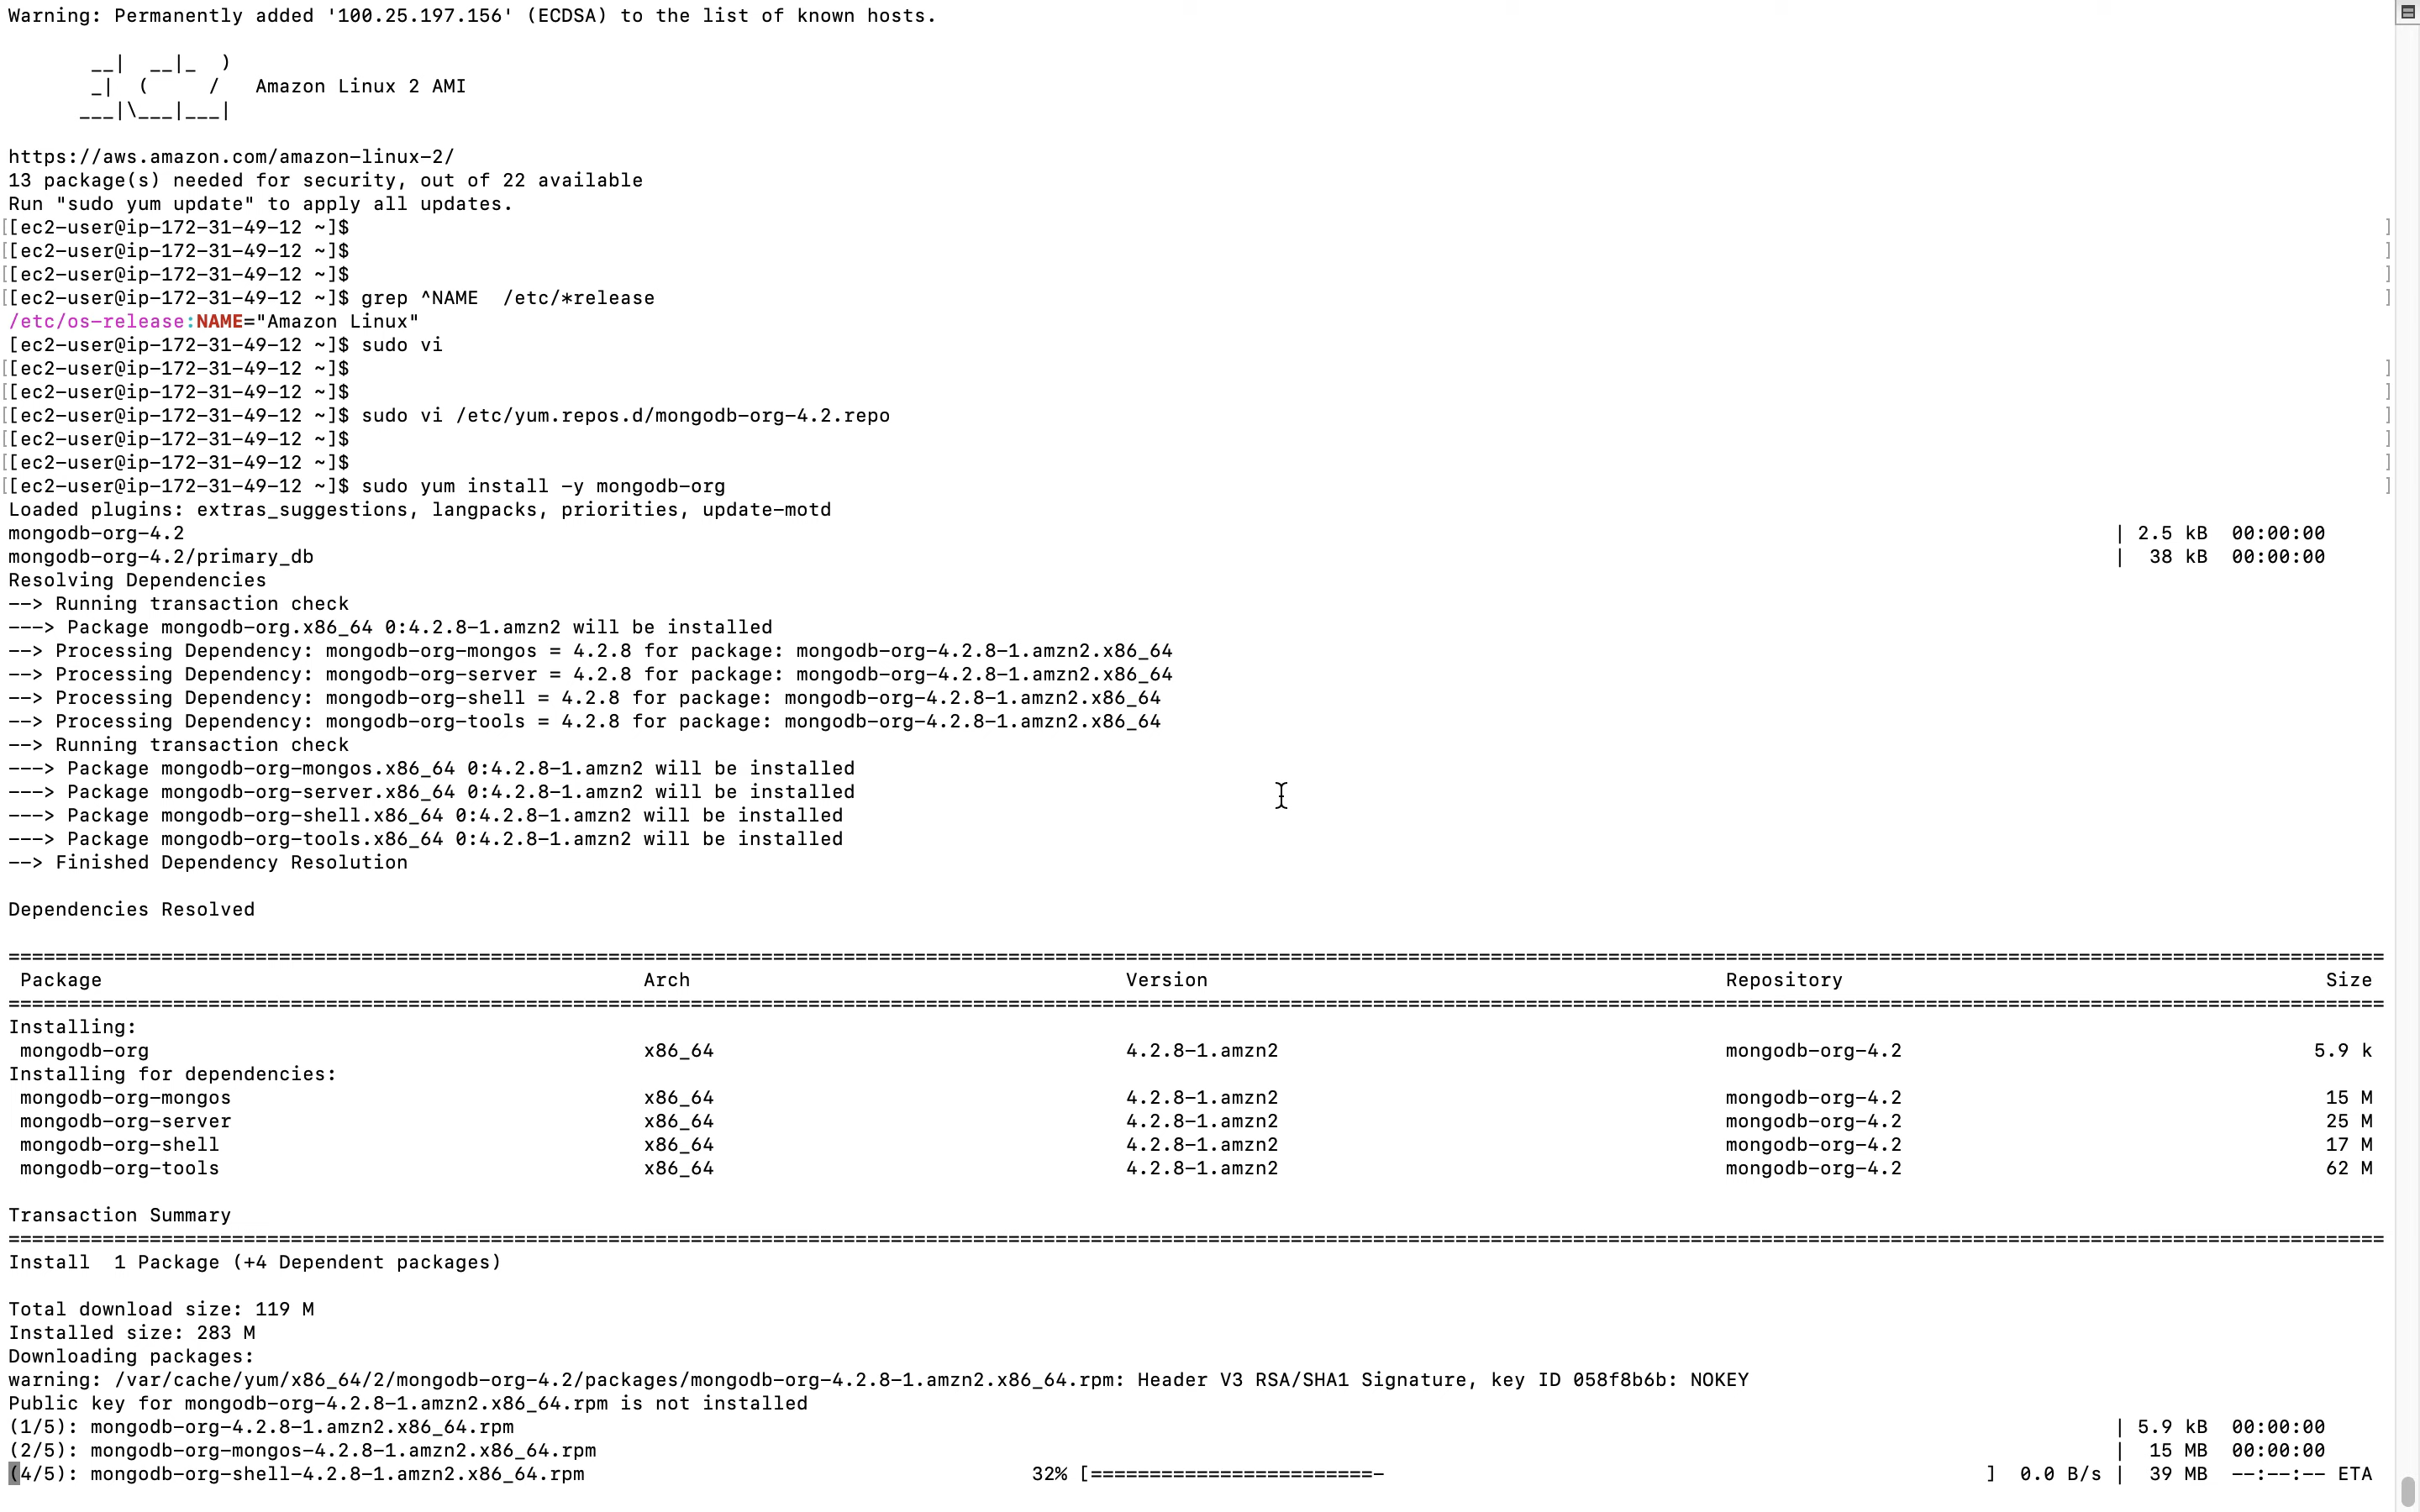 Warning: Permanently added '100.25.197.156' (ECDSA) to the list of known hosts.
       __|  __|_  )
       _|  (     /   Amazon Linux 2 AMI
      ___|\___|___|
https://aws.amazon.com/amazon-linux-2/
13 package(s) needed for security, out of 22 available
Run "sudo yum update" to apply all updates.
[[ec2-user@ip-172-31-49-12 ~]$ ]
[[ec2-user@ip-172-31-49-12 ~]$ ]
[[ec2-user@ip-172-31-49-12 ~]$ ]
[[ec2-user@ip-172-31-49-12 ~]$ grep ^NAME  /etc/*release ]
/etc/os-release:NAME="Amazon Linux"
[ec2-user@ip-172-31-49-12 ~]$ sudo vi
[[ec2-user@ip-172-31-49-12 ~]$ ]
[[ec2-user@ip-172-31-49-12 ~]$ ]
[[ec2-user@ip-172-31-49-12 ~]$ sudo vi /etc/yum.repos.d/mongodb-org-4.2.repo ]
[[ec2-user@ip-172-31-49-12 ~]$ ]
[[ec2-user@ip-172-31-49-12 ~]$ ]
[[ec2-user@ip-172-31-49-12 ~]$ sudo yum install -y mongodb-org ]
Loaded plugins: extras_suggestions, langpacks, priorities, update-motd
mongodb-org-4.2 | 2.5 kB  00:00:00
mongodb-org-4.2/primary_db |  38 kB  00:00:00
Resolving Dependencies
--> Running transaction check
---> Package mongodb-org.x86_64 0:4.2.8-1.amzn2 will be installed
--> Processing Dependency: mongodb-org-mongos = 4.2.8 for package: mongodb-org-4.2.8-1.amzn2.x86_64
--> Processing Dependency: mongodb-org-server = 4.2.8 for package: mongodb-org-4.2.8-1.amzn2.x86_64
--> Processing Dependency: mongodb-org-shell = 4.2.8 for package: mongodb-org-4.2.8-1.amzn2.x86_64
--> Processing Dependency: mongodb-org-tools = 4.2.8 for package: mongodb-org-4.2.8-1.amzn2.x86_64
--> Running transaction check
---> Package mongodb-org-mongos.x86_64 0:4.2.8-1.amzn2 will be installed
---> Package mongodb-org-server.x86_64 0:4.2.8-1.amzn2 will be installed
---> Package mongodb-org-shell.x86_64 0:4.2.8-1.amzn2 will be installed
---> Package mongodb-org-tools.x86_64 0:4.2.8-1.amzn2 will be installed
--> Finished Dependency Resolution
Dependencies Resolved
Package Arch Version Repository Size
Installing:
mongodb-org x86_64 4.2.8-1.amzn2 mongodb-org-4.2 5.9 k
Installing for dependencies:
mongodb-org-mongos x86_64 4.2.8-1.amzn2 mongodb-org-4.2 15 M
mongodb-org-server x86_64 4.2.8-1.amzn2 mongodb-org-4.2 25 M
mongodb-org-shell x86_64 4.2.8-1.amzn2 mongodb-org-4.2 17 M
mongodb-org-tools x86_64 4.2.8-1.amzn2 mongodb-org-4.2 62 M
Transaction Summary
Install  1 Package (+4 Dependent packages)
Total download size: 119 M
Installed size: 283 M
Downloading packages:
warning: /var/cache/yum/x86_64/2/mongodb-org-4.2/packages/mongodb-org-4.2.8-1.amzn2.x86_64.rpm: Header V3 RSA/SHA1 Signature, key ID 058f8b6b: NOKEY
Public key for mongodb-org-4.2.8-1.amzn2.x86_64.rpm is not installed
(1/5): mongodb-org-4.2.8-1.amzn2.x86_64.rpm | 5.9 kB  00:00:00
(2/5): mongodb-org-mongos-4.2.8-1.amzn2.x86_64.rpm |  15 MB  00:00:00
(4/5): mongodb-org-shell-4.2.8-1.amzn2.x86_64.rpm 32% [========================- ]  0.0 B/s |  39 MB  --:--:-- ETA